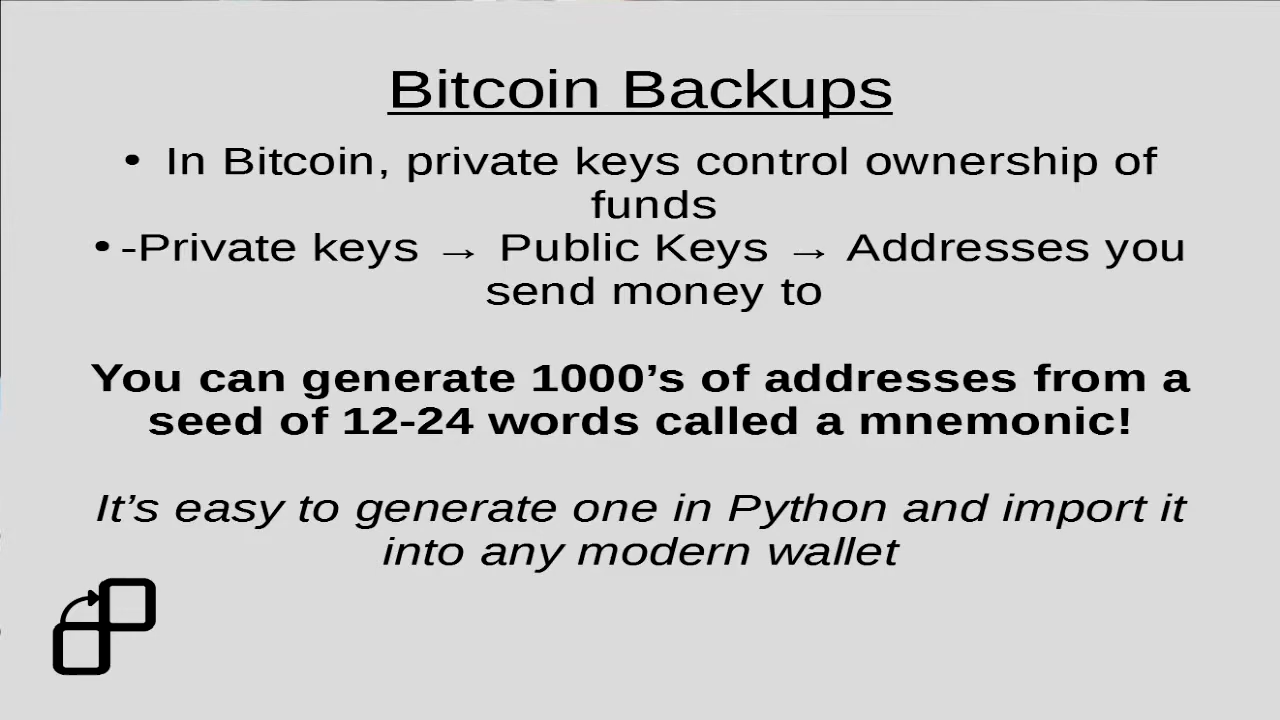 Bitcoin Backups
• In Bitcoin, private keys control ownership of
funds
• -Private keys → Public Keys → Addresses you
send money to
You can generate 1000’s of addresses from a
seed of 12-24 words called a mnemonic!
It’s easy to generate one in Python and import it
into any modern wallet